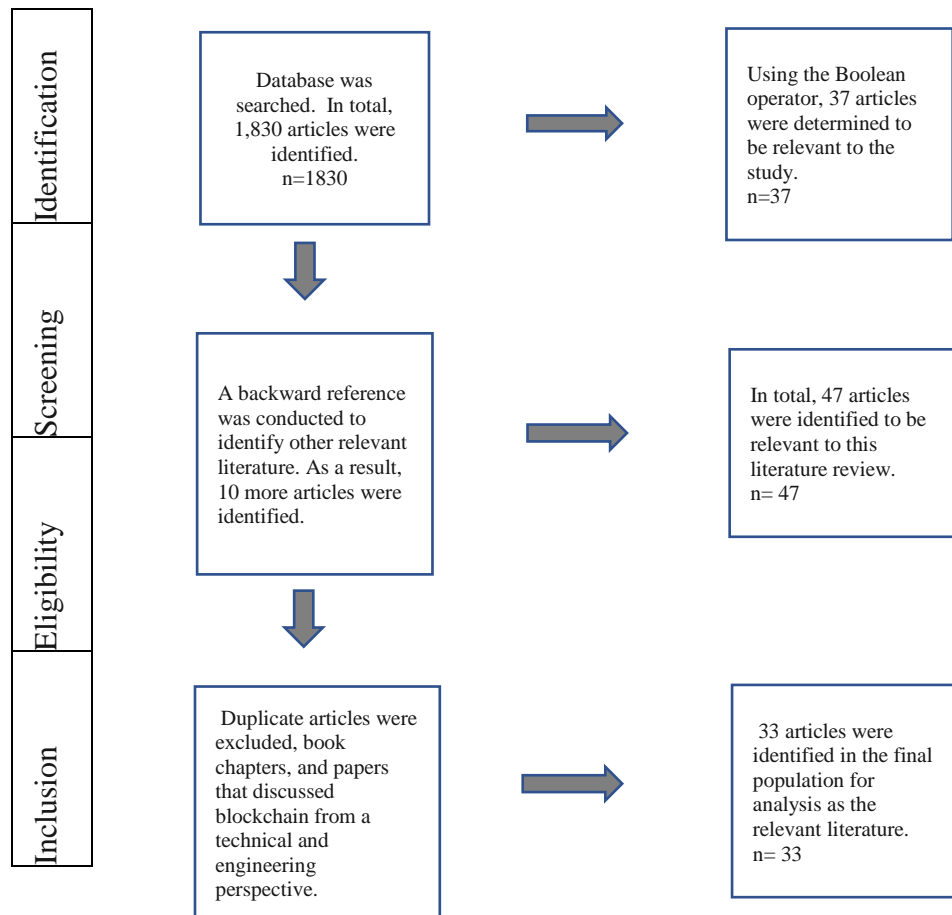 Identification
Database was
searched.  In total,
1,830 articles were
identified.
n=1830
Using the Boolean
operator, 37 articles
were determined to
be relevant to the
study.
n=37
Screening
A backward reference
was conducted to
identify other relevant
literature. As a result,
10 more articles were
identified.
In total, 47 articles
were identified to be
relevant to this
literature review.
n= 47
Eligibility
Inclusion
Duplicate articles were
excluded, book
chapters, and papers
that discussed
blockchain from a
technical and
engineering
perspective.
33 articles were
identified in the final
population for
analysis as the
relevant literature.
n= 33